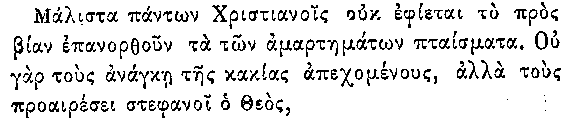 Μάλιστα πάντων Χριστιανοῖς οὐκ ἐφίεται τὸ πρὸς
βίαν ἐπανορθοῦν τὰ τῶν ἁμαρτημάτων πταίσματα. Οὐ
γὰρ τοὺς ἀνάγκῃ τῆς κακίας ἀπεχομένους, ἀλλὰ τοὺς
προαιρέσει στεφανοῖ ὁ Θεὸς,